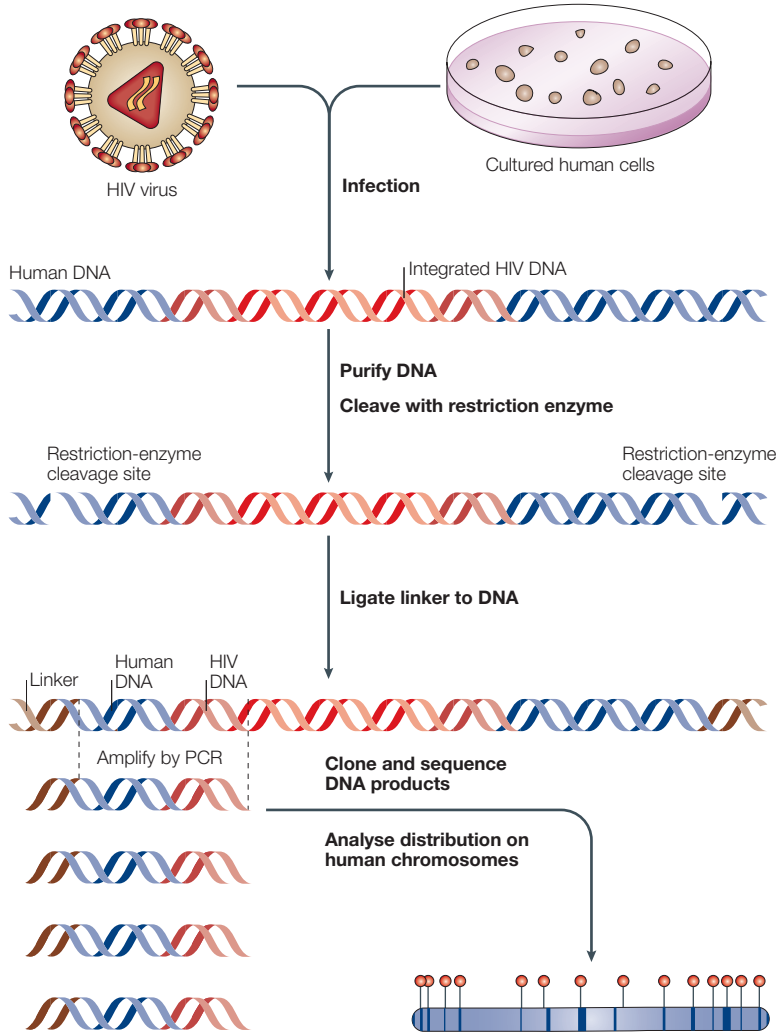 HIV virus
Cultured human cells
Infection
Human DNA
Integrated HIV DNA
Purify DNA
Cleave with restriction enzyme
Restriction-enzyme
cleavage site
Restriction-enzyme
cleavage site
Ligate linker to DNA
Linker
Human
DNA
HIV
DNA
Amplify by PCR
Clone and sequence
DNA products
Analyse distribution on
human chromosomes